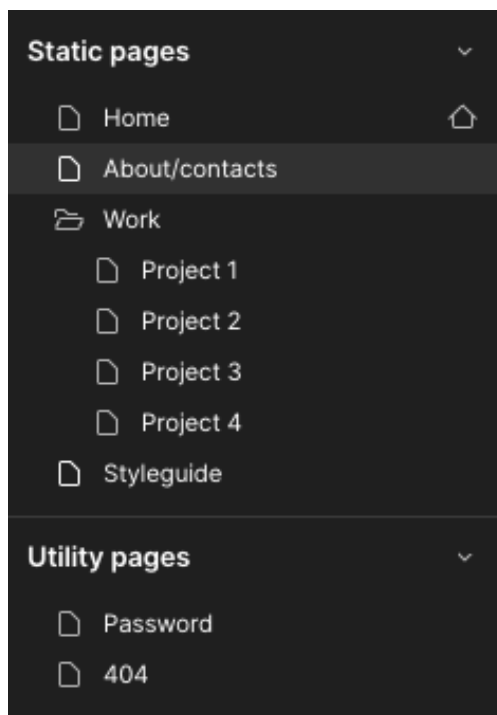 Static pages
Home
About/contacts
Work
Project 1
Project 2
Project 3
Project 4
Styleguide
Utility pages
Password
404